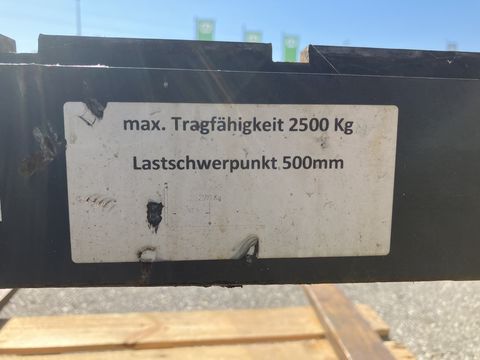 max. Tragfähigkeit 2500 Kg
Lastschwerpunkt 500mm